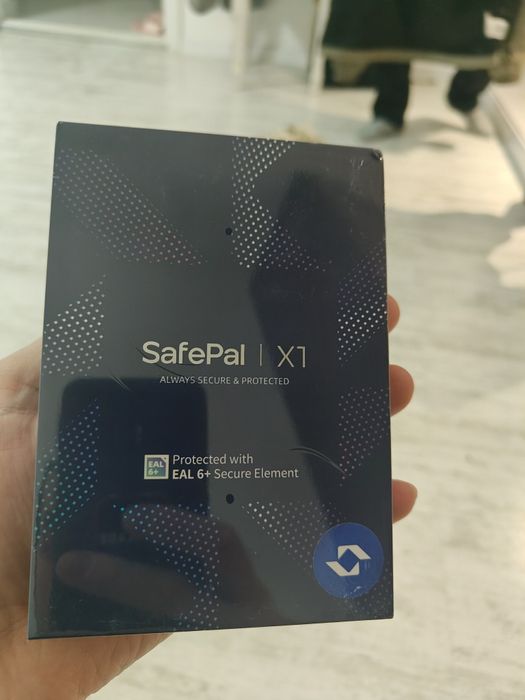 SafePal | X1
ALWAYS SECURE & PROTECTED
EAL
6+
Protected with
EAL 6+ Secure Element